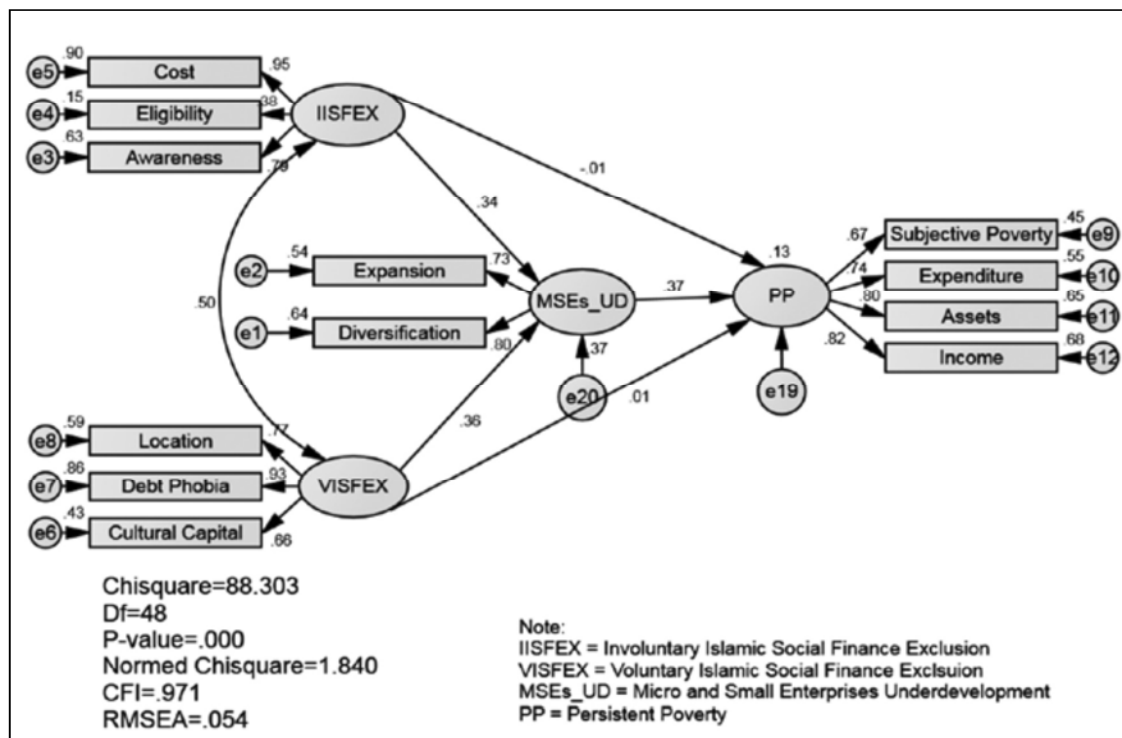 .90
e5
Cost
.95
.15
e4
Eligibility
.38
IISFEX
.63
e3
Awareness
.79
-.01
.34
.50
.54
e2
Expansion
.73
.64
e1
Diversification
.80
MSEs_UD
.37
.13
PP
.67
Subjective Poverty
.45
e9
.74
Expenditure
.55
e10
.80
Assets
.65
e11
.82
Income
.68
e12
.37
e20
e19
.01
.36
.59
e8
Location
.77
.86
e7
Debt Phobia
.93
VISFEX
.43
e6
Cultural Capital
.66
Chisquare=88.303
Df=48
P-value=.000
Normed Chisquare=1.840
CFI=.971
RMSEA=.054
Note:
IISFEX = Involuntary Islamic Social Finance Exclusion
VISFEX = Voluntary Islamic Social Finance Exclsuion
MSEs_UD = Micro and Small Enterprises Underdevelopment
PP = Persistent Poverty